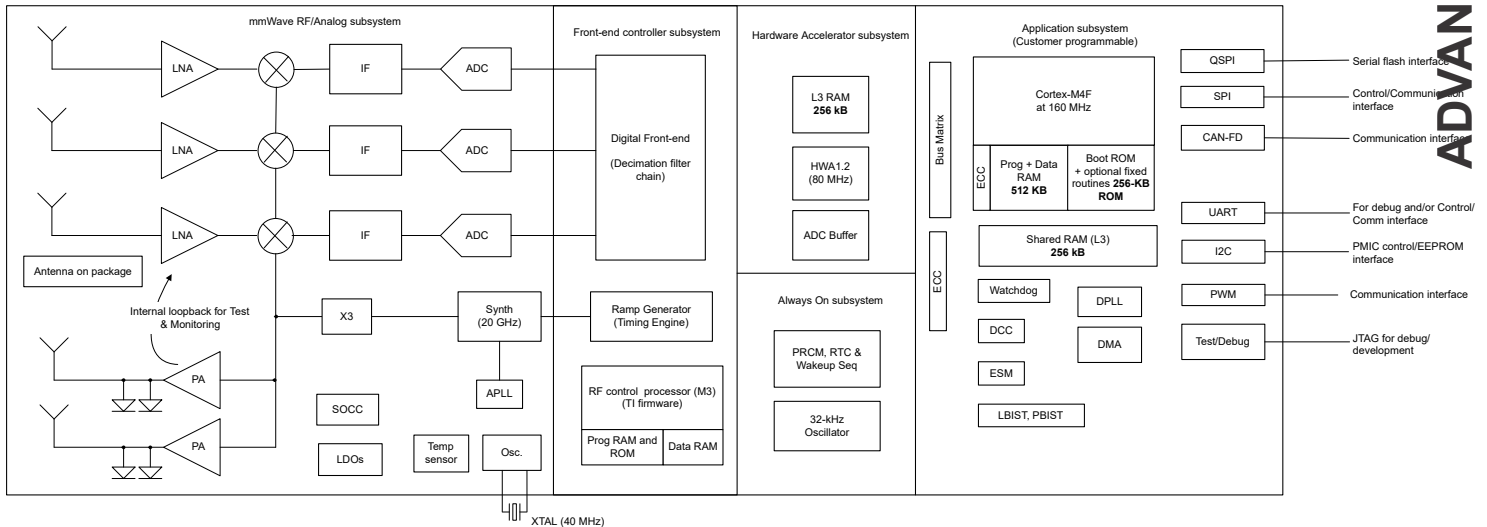 mmWave RF/Analog subsystem
LNA
IF
ADC
LNA
IF
ADC
LNA
IF
ADC
Antenna on package
Internal loopback for Test
& Monitoring
X3
Synth
(20 GHz)
PA
APLL
SOCC
PA
LDOs
Temp
sensor
Osc.
XTAL (40 MHz)
Front-end controller subsystem
Digital Front-end
(Decimation filter
chain)
Ramp Generator
(Timing Engine)
RF control processor (M3)
(TI firmware)
Prog RAM and
ROM
Data RAM
Hardware Accelerator subsystem
L3 RAM
256 kB
HWA1.2
(80 MHz)
ADC Buffer
Always On subsystem
PRCM, RTC &
Wakeup Seq
32-kHz
Oscillator
Application subsystem
(Customer programmable)
Bus Matrix
Cortex-M4F
at 160 MHz
ECC
Prog + Data
RAM
512 KB
Boot ROM
+ optional fixed
routines 256-KB
ROM
ECC
Shared RAM (L3)
256 kB
Watchdog
DPLL
DCC
DMA
ESM
LBIST, PBIST
QSPI
Serial flash interface
SPI
Control/Communication
interface
CAN-FD
Communication interface
UART
For debug and/or Control/
Comm interface
I2C
PMIC control/EEPROM
interface
PWM
Communication interface
Test/Debug
JTAG for debug/
development
ADVAN